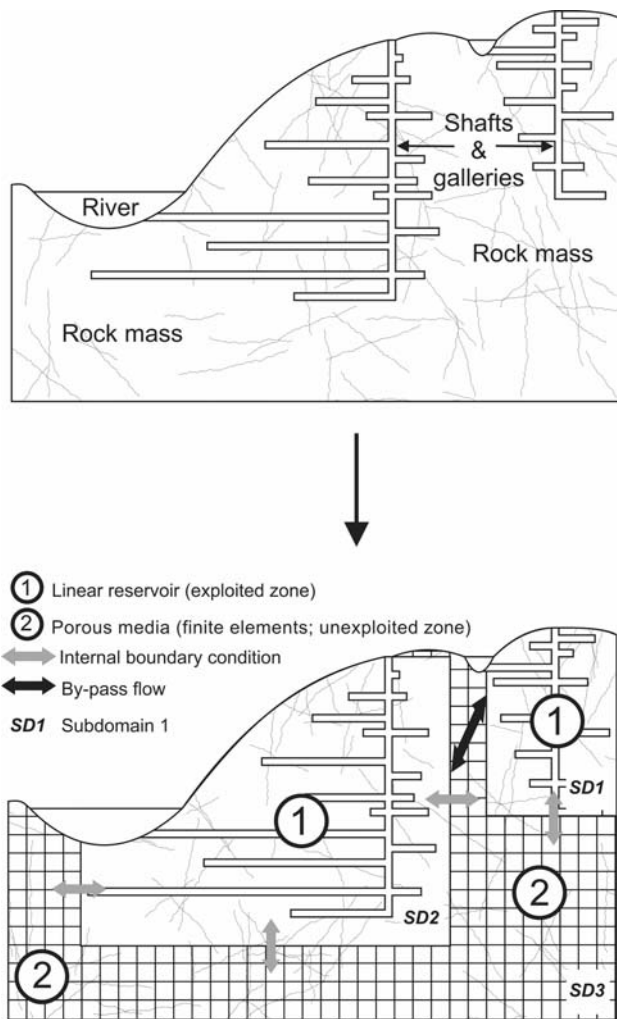 Shafts
&
galleries
River
Rock mass
Rock mass
1 Linear reservoir (exploited zone)
2 Porous media (finite elements; unexploited zone)
Internal boundary condition
By-pass flow
SD1 Subdomain 1
1
SD1
1
2
SD2
2
SD3